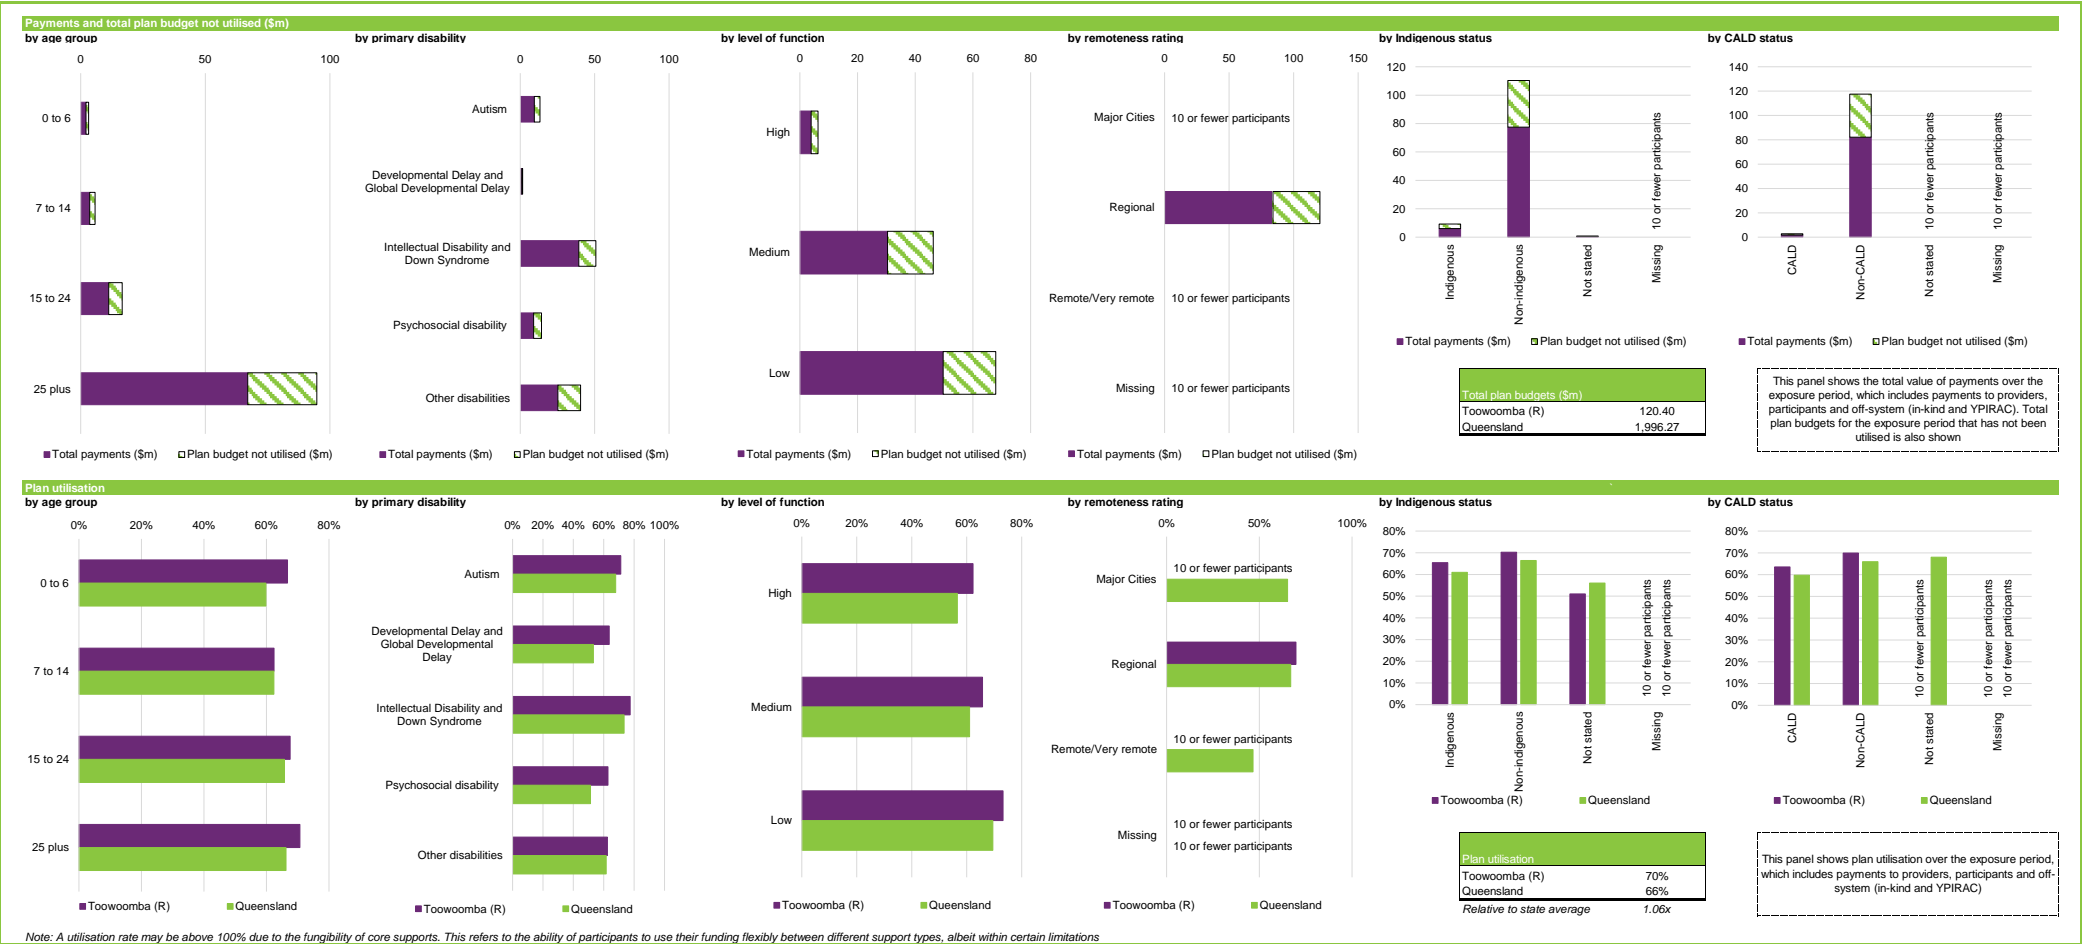 Payments and total plan budget not utilised ($m)
by age group
0 50 100
0 to 6
7 to 14
15 to 24
25 plus
Total payments ($m) Plan budget not utilised ($m)
by primary disability
0 50 100
Autism
Developmental Delay and
Global Developmental Delay
Intellectual Disability and
Down Syndrome
Psychosocial disability
Other disabilities
Total payments ($m) Plan budget not utilised ($m)
by level of function
0 20 40 60 80
High
Medium
Low
Total payments ($m) Plan budget not utilised ($m)
by remoteness rating
0 50 100 150
Major Cities 10 or fewer participants
Regional
Remote/Very remote 10 or fewer participants
Missing 10 or fewer participants
Total payments ($m) Plan budget not utilised ($m)
by Indigenous status
120
100
80
60
40
20
0
10 or fewer participants
Indigenous
Non-indigenous
Not stated
Missing
Total payments ($m) Plan budget not utilised ($m)
by CALD status
140
120
100
80
60
40
20
0
10 or fewer participants
10 or fewer participants
CALD
Non-CALD
Not stated
Missing
Total payments ($m) Plan budget not utilised ($m)
Total plan budgets ($m)
Toowoomba (R) 120.40
Queensland 1,996.27
This panel shows the total value of payments over the
exposure period, which includes payments to providers,
participants and off-system (in-kind and YPIRAC). Total
plan budgets for the exposure period that has not been
utilised is also shown
Plan utilisation
by age group
0% 20% 40% 60% 80%
0 to 6
7 to 14
15 to 24
25 plus
Toowoomba (R) Queensland
by primary disability
0% 20% 40% 60% 80% 100%
Autism
Developmental Delay and
Global Developmental
Delay
Intellectual Disability and
Down Syndrome
Psychosocial disability
Other disabilities
Toowoomba (R) Queensland
by level of function
0% 20% 40% 60% 80%
High
Medium
Low
Toowoomba (R) Queensland
by remoteness rating
0% 50% 100%
10 or fewer participants
Major Cities
Regional
10 or fewer participants
Remote/Very remote
10 or fewer participants
Missing
10 or fewer participants
Toowoomba (R) Queensland
by Indigenous status
80%
70%
60%
50%
40%
30%
20%
10%
0%
10 or fewer participants
10 or fewer participants
Indigenous
Non-indigenous
Not stated
Missing
Toowoomba (R) Queensland
by CALD status
80%
70%
60%
50%
40%
30%
20%
10%
0%
10 or fewer participants
10 or fewer participants
10 or fewer participants
CALD
Non-CALD
Not stated
Missing
Toowoomba (R) Queensland
Plan utilisation
Toowoomba (R) 70%
Queensland 66%
Relative to state average 1.06x
This panel shows plan utilisation over the exposure period,
which includes payments to providers, participants and off-
system (in-kind and YPIRAC)
Note: A utilisation rate may be above 100% due to the fungibility of core supports. This refers to the ability of participants to use their funding flexibly between different support types, albeit within certain limitations